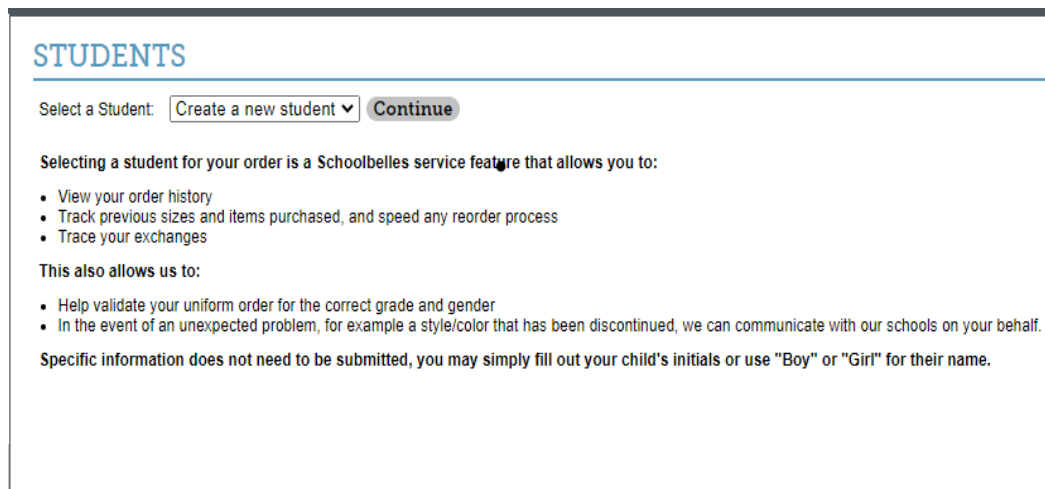 STUDENTS
Select a Student: Create a new student Continue
Selecting a student for your order is a Schoolbelles service feature that allows you to:
• View your order history
• Track previous sizes and items purchased, and speed any reorder process
• Trace your exchanges
This also allows us to:
• Help validate your uniform order for the correct grade and gender
• In the event of an unexpected problem, for example a style/color that has been discontinued, we can communicate with our schools on your behalf.
Specific information does not need to be submitted, you may simply fill out your child's initials or use "Boy" or "Girl" for their name.